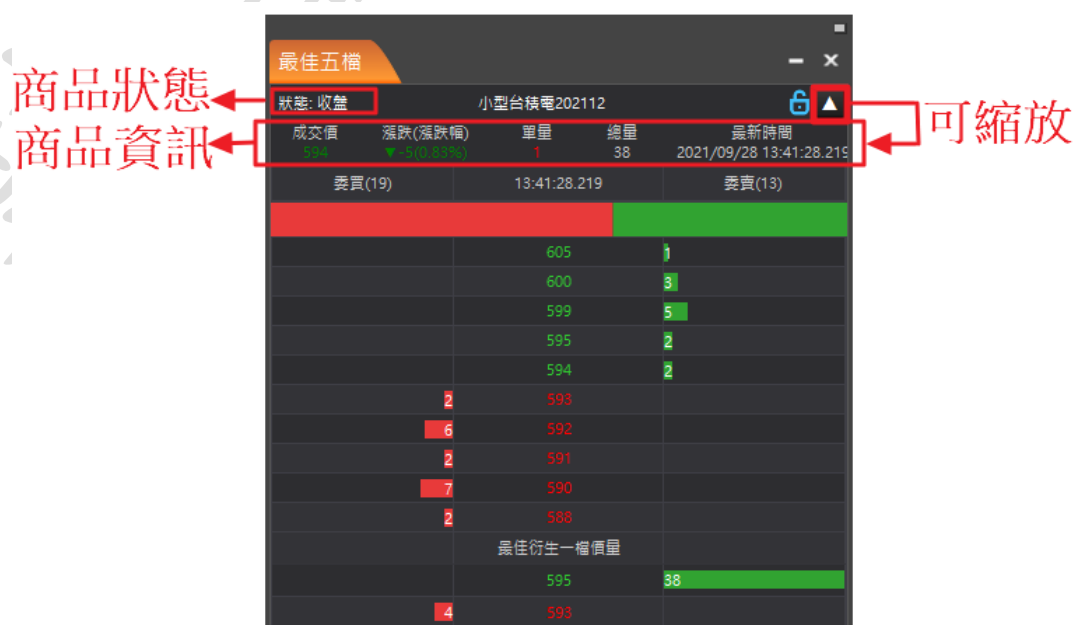 最佳五檔
商品狀態
狀態: 收盤 小型台積電202112
可縮放
商品資訊
成交價 漲跌(漲跌幅) 單量 總量 最新時間
594 ▼-5(0.83%) 1 38 2021/09/28 13:41:28.219
委買(19) 13:41:28.219 委賣(13)
605 1
600 3
599 5
595 2
594 2
2 593
6 592
2 591
7 590
2 588
最佳衍生一檔價量
595 38
4 593